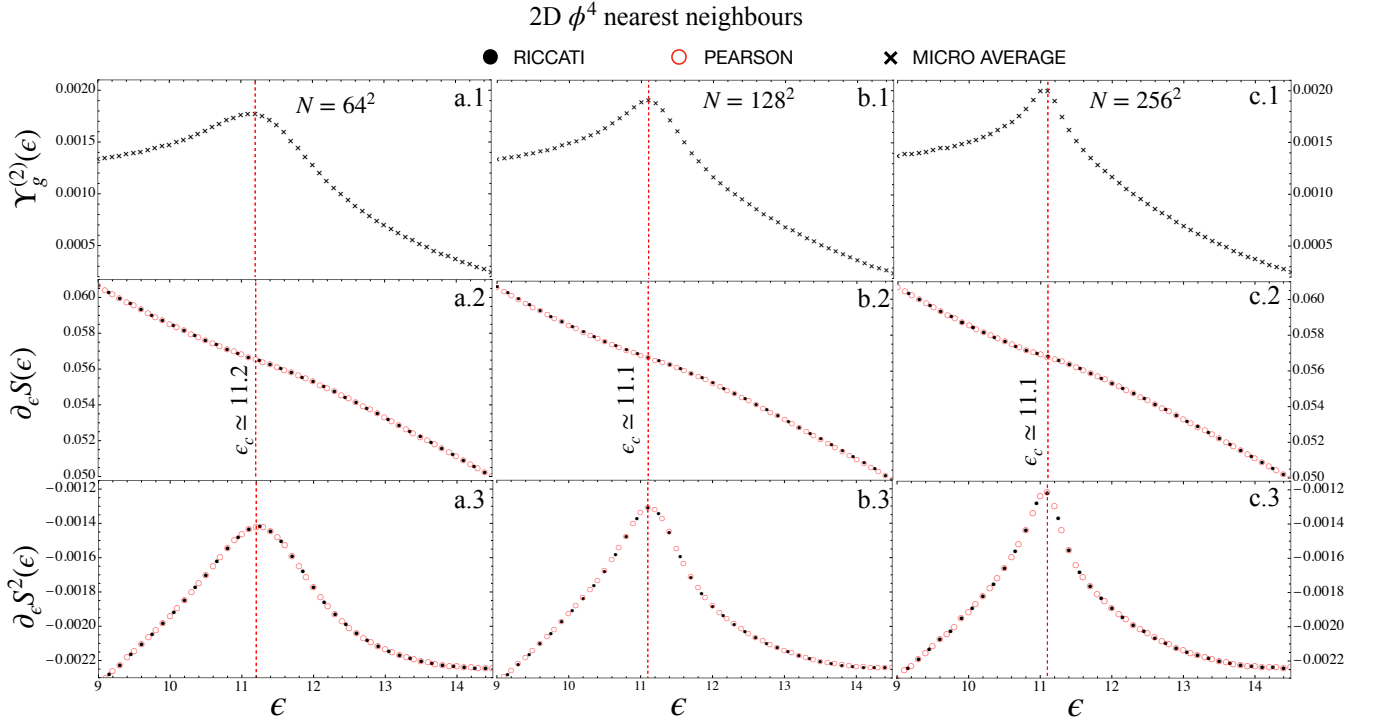 2D ϕ⁴ nearest neighbours
● RICCATI ○ PEARSON × MICRO AVERAGE
ϒ_g^(2)(ϵ)
0.0020
0.0015
0.0010
0.0005
N = 64²
a.1
N = 128²
b.1
N = 256²
c.1
0.0020
0.0015
0.0010
0.0005
∂_ϵS(ϵ)
0.060
0.058
0.056
0.054
0.052
0.050
a.2
ϵ_c ≃ 11.2
b.2
ϵ_c ≃ 11.1
c.2
ϵ_c ≃ 11.1
0.060
0.058
0.056
0.054
0.052
0.050
∂_ϵS²(ϵ)
−0.0012
−0.0014
−0.0016
−0.0018
−0.0020
−0.0022
a.3
b.3
c.3
−0.0012
−0.0014
−0.0016
−0.0018
−0.0020
−0.0022
9 10 11 12 13 14
9 10 11 12 13 14
9 10 11 12 13 14
ϵ
ϵ
ϵ